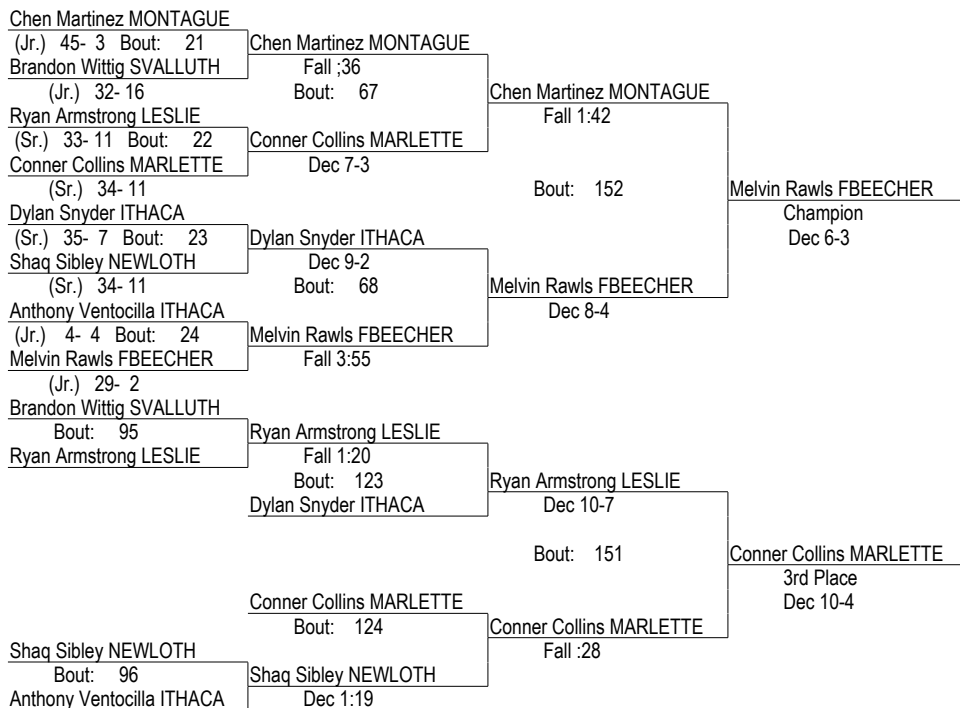 Chen Martinez MONTAGUE
(Jr.) 45- 3 Bout: 21
Brandon Wittig SVALLUTH
(Jr.) 32- 16
Ryan Armstrong LESLIE
(Sr.) 33- 11 Bout: 22
Conner Collins MARLETTE
(Sr.) 34- 11
Dylan Snyder ITHACA
(Sr.) 35- 7 Bout: 23
Shaq Sibley NEWLOTH
(Sr.) 34- 11
Anthony Ventocilla ITHACA
(Jr.) 4- 4 Bout: 24
Melvin Rawls FBEECHER
(Jr.) 29- 2
Brandon Wittig SVALLUTH
Bout: 95
Ryan Armstrong LESLIE
Shaq Sibley NEWLOTH
Bout: 96
Anthony Ventocilla ITHACA
Chen Martinez MONTAGUE
Fall ;36
Bout: 67
Conner Collins MARLETTE
Dec 7-3
Dylan Snyder ITHACA
Dec 9-2
Bout: 68
Melvin Rawls FBEECHER
Fall 3:55
Ryan Armstrong LESLIE
Fall 1:20
Bout: 123
Dylan Snyder ITHACA
Conner Collins MARLETTE
Bout: 124
Shaq Sibley NEWLOTH
Dec 1:19
Chen Martinez MONTAGUE
Fall 1:42
Bout: 152
Melvin Rawls FBEECHER
Dec 8-4
Ryan Armstrong LESLIE
Dec 10-7
Bout: 151
Conner Collins MARLETTE
Fall :28
Melvin Rawls FBEECHER
Champion
Dec 6-3
Conner Collins MARLETTE
3rd Place
Dec 10-4